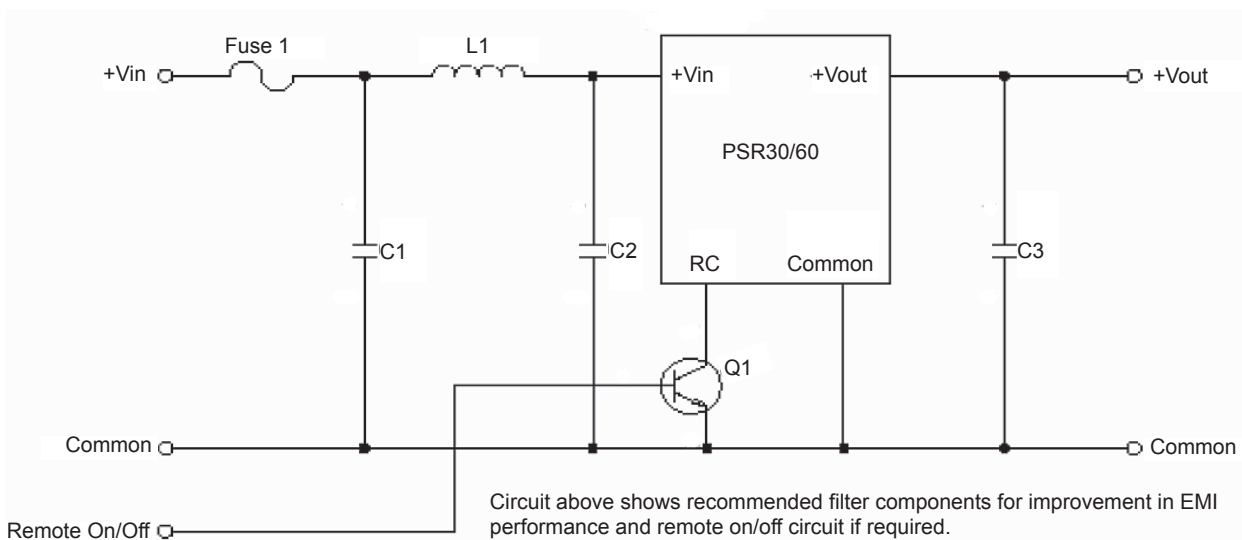 Fuse 1
L1
+Vin
+Vin
+Vout
+Vout
PSR30/60
C1
C2
RC
Common
C3
Q1
Common
Common
Circuit above shows recommended filter components for improvement in EMI
performance and remote on/off circuit if required.
Remote On/Off